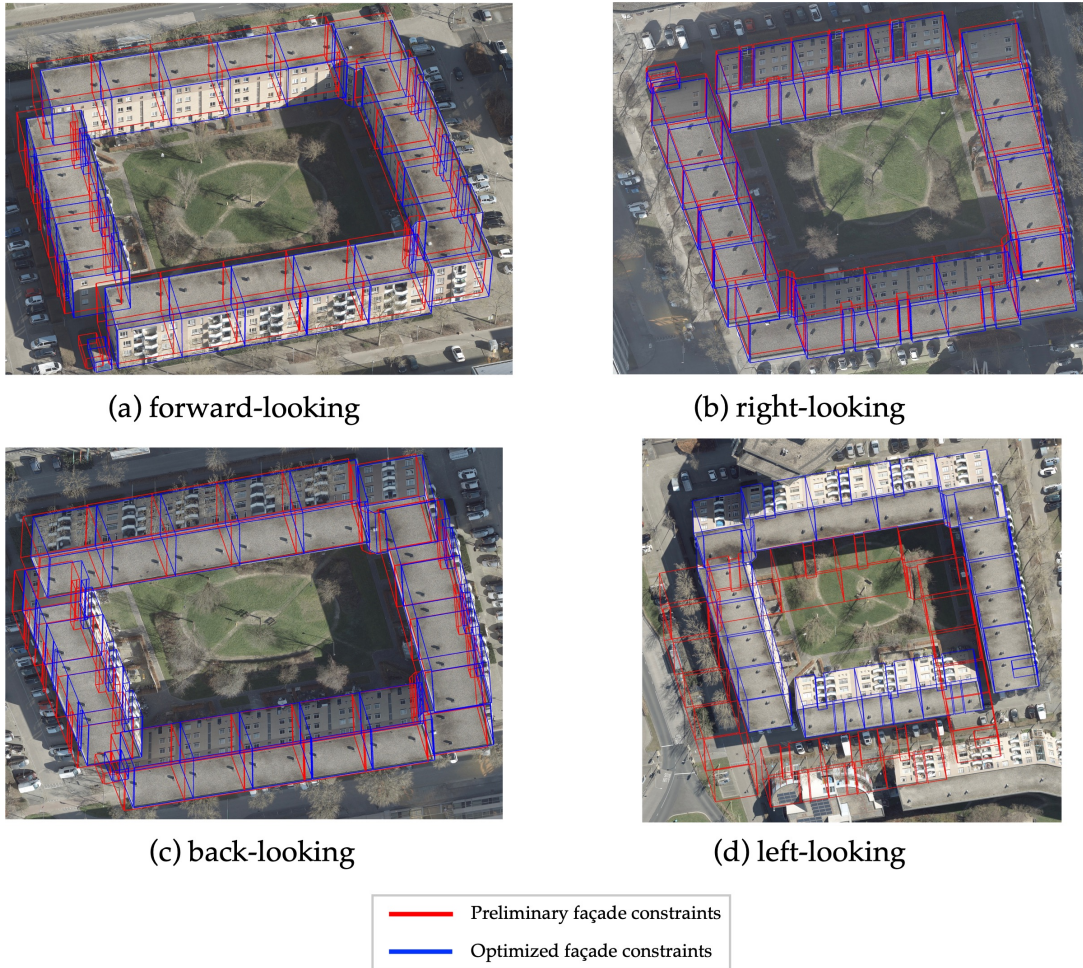 (a) forward-looking
(b) right-looking
(c) back-looking
(d) left-looking
Preliminary façade constraints
Optimized façade constraints